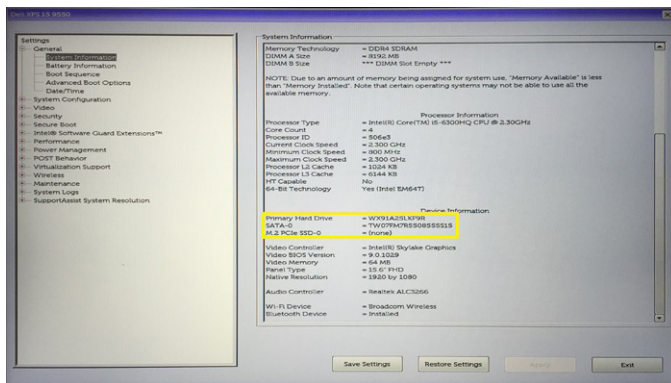 Dell XPS 15 9550
Settings
General
System Information
Battery Information
Boot Sequence
Advanced Boot Options
Date/Time
System Configuration
Video
Security
Secure Boot
Intel® Software Guard Extensions™
Performance
Power Management
POST Behavior
Virtualization Support
Wireless
Maintenance
System Logs
SupportAssist System Resolution
System Information
Memory Technology = DDR4 SDRAM
DIMM A Size = 8192 MB
DIMM B Size *** DIMM Slot Empty ***
NOTE: Due to an amount of memory being assigned for system use, "Memory Available" is less
than "Memory Installed". Note that certain operating systems may not be able to use all the
available memory.
Processor Information
Processor Type = Intel(R) Core(TM) i5-6300HQ CPU @ 2.30GHz
Core Count = 4
Processor ID = 506e3
Current Clock Speed = 2.300 GHz
Minimum Clock Speed = 800 MHz
Maximum Clock Speed = 2.300 GHz
Processor L2 Cache = 1024 KB
Processor L3 Cache = 6144 KB
HT Capable No
64-Bit Technology Yes (Intel EM64T)
Device Information
Primary Hard Drive =
SATA-0 =
M.2 PCIe SSD-0 = (none)
Video Controller = Intel(R) Skylake Graphics
Video BIOS Version = 9.0.1029
Video Memory = 64 MB
Panel Type = 15.6" FHD
Native Resolution = 1920 by 1080
Audio Controller = Realtek ALC3266
Wi-Fi Device = Broadcom Wireless
Bluetooth Device = Installed
Save Settings Restore Settings Apply Exit